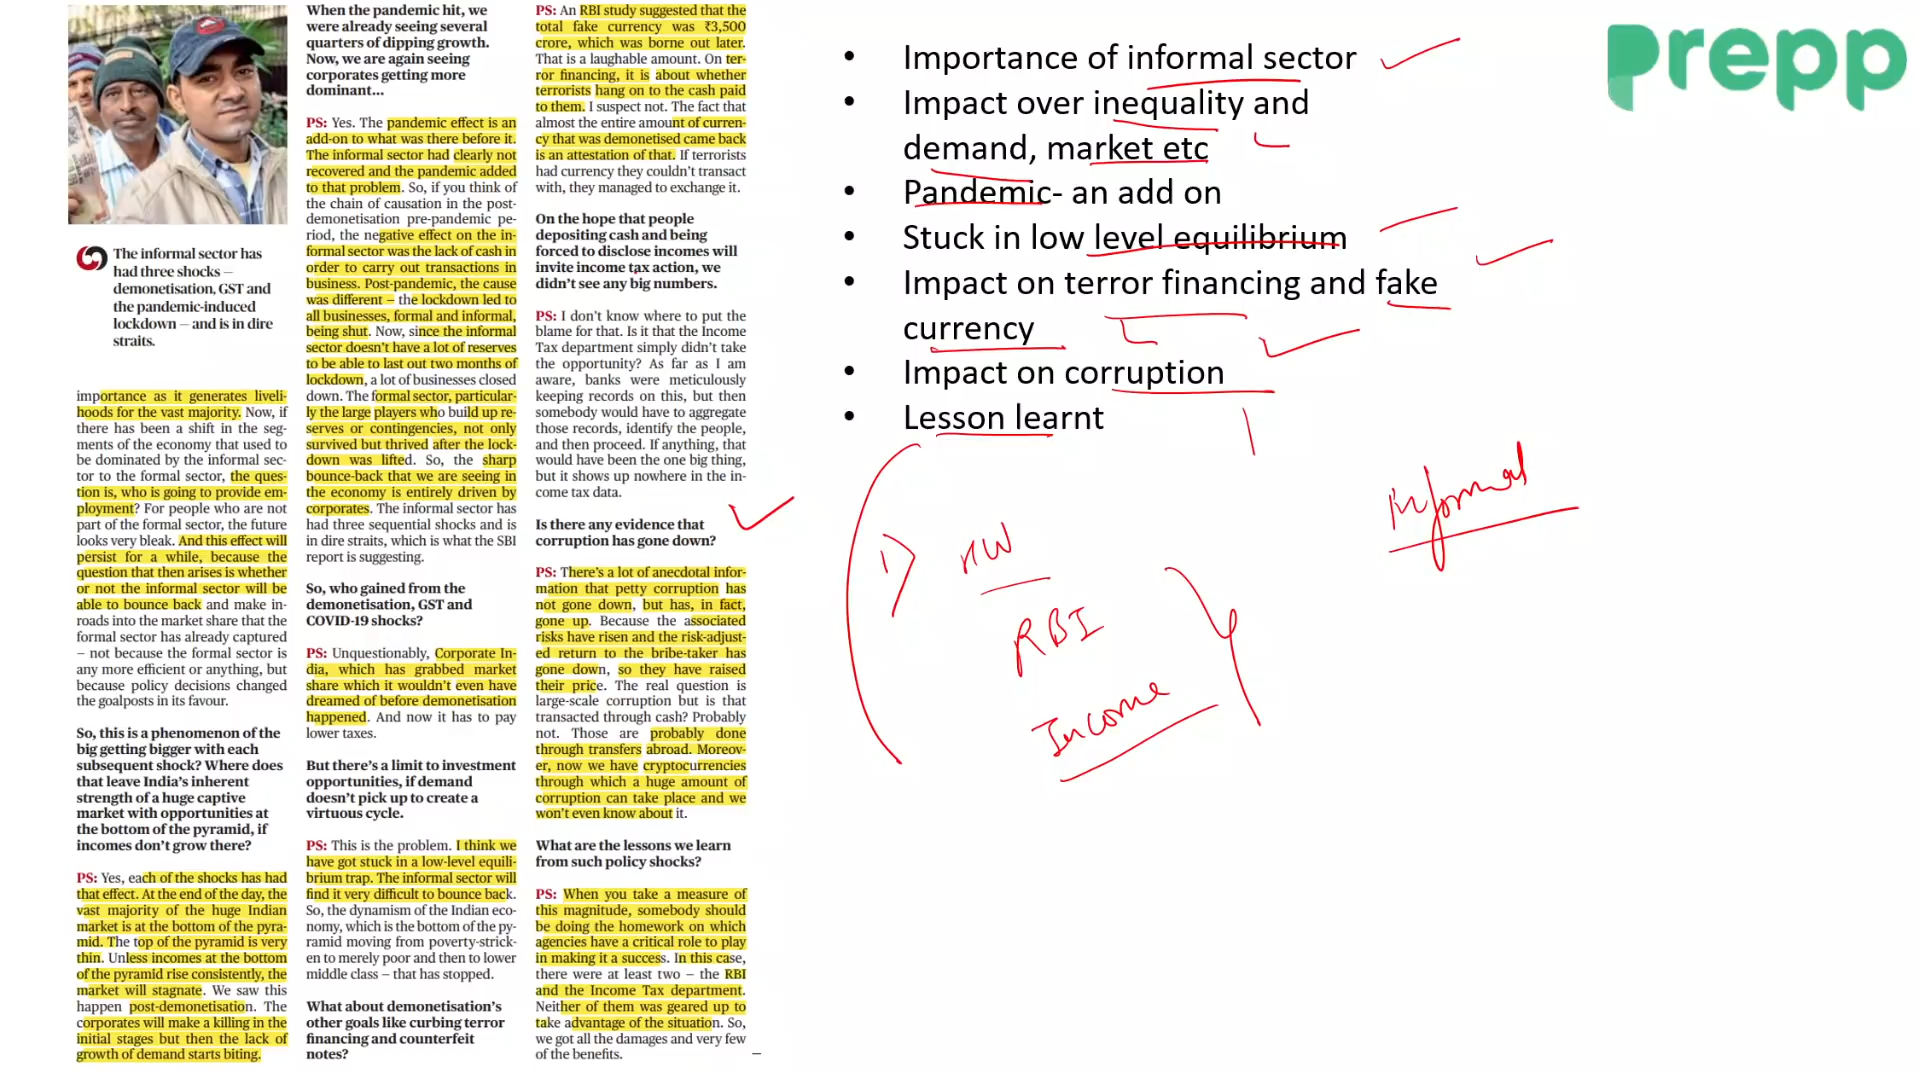 The informal sector has
had three shocks –
demonetisation, GST and
the pandemic-induced
lockdown – and is in dire
straits.
importance as it generates liveli-
hoods for the vast majority. Now, if
there has been a shift in the seg-
ments of the economy that used to
be dominated by the informal sec-
tor to the formal sector, the ques-
tion is, who is going to provide em-
ployment? For people who are not
part of the formal sector, the future
looks very bleak. And this effect will
persist for a while, because the
question that then arises is whether
or not the informal sector will be
able to bounce back and make in-
roads into the market share that the
formal sector has already captured
– not because the formal sector is
any more efficient or anything, but
because policy decisions changed
the goalposts in its favour.
So, this is a phenomenon of the
big getting bigger with each
subsequent shock? Where does
that leave India's inherent
strength of a huge captive
market with opportunities at
the bottom of the pyramid, if
incomes don't grow there?
PS: Yes, each of the shocks has had
that effect. At the end of the day, the
vast majority of the huge Indian
market is at the bottom of the pyra-
mid. The top of the pyramid is very
thin. Unless incomes at the bottom
of the pyramid rise consistently, the
market will stagnate. We saw this
happen post-demonetisation. The
corporates will make a killing in the
initial stages but then the lack of
growth of demand starts biting.
When the pandemic hit, we
were already seeing several
quarters of dipping growth.
Now, we are again seeing
corporates getting more
dominant...
PS: Yes. The pandemic effect is an
add-on to what was there before it.
The informal sector had clearly not
recovered and the pandemic added
to that problem. So, if you think of
the chain of causation in the post-
demonetisation pre-pandemic pe-
riod, the negative effect on the in-
formal sector was the lack of cash in
order to carry out transactions in
business. Post-pandemic, the cause
was different – the lockdown led to
all businesses, formal and informal,
being shut. Now, since the informal
sector doesn't have a lot of reserves
to be able to last out two months of
lockdown, a lot of businesses closed
down. The formal sector, particular-
ly the large players who build up re-
serves or contingencies, not only
survived but thrived after the lock-
down was lifted. So, the sharp
bounce-back that we are seeing in
the economy is entirely driven by
corporates. The informal sector has
had three sequential shocks and is
in dire straits, which is what the SBI
report is suggesting.
So, who gained from the
demonetisation, GST and
COVID-19 shocks?
PS: Unquestionably, Corporate In-
dia, which has grabbed market
share which it wouldn't even have
dreamed of before demonetisation
happened. And now it has to pay
lower taxes.
But there's a limit to investment
opportunities, if demand
doesn't pick up to create a
virtuous cycle.
PS: This is the problem. I think we
have got stuck in a low-level equili-
brium trap. The informal sector will
find it very difficult to bounce back.
So, the dynamism of the Indian eco-
nomy, which is the bottom of the py-
ramid moving from poverty-strick-
en to merely poor and then to lower
middle class – that has stopped.
What about demonetisation's
other goals like curbing terror
financing and counterfeit
notes?
PS: An RBI study suggested that the
total fake currency was ₹3,500
crore, which was borne out later.
That is a laughable amount. On ter-
ror financing, it is about whether
terrorists hang on to the cash paid
to them. I suspect not. The fact that
almost the entire amount of curren-
cy that was demonetised came back
is an attestation of that. If terrorists
had currency they couldn't transact
with, they managed to exchange it.
On the hope that people
depositing cash and being
forced to disclose incomes will
invite income tax action, we
didn't see any big numbers.
PS: I don't know where to put the
blame for that. Is it that the Income
Tax department simply didn't take
the opportunity? As far as I am
aware, banks were meticulously
keeping records on this, but then
somebody would have to aggregate
those records, identify the people,
and then proceed. If anything, that
would have been the one big thing,
but it shows up nowhere in the in-
come tax data.
Is there any evidence that
corruption has gone down?
PS: There's a lot of anecdotal infor-
mation that petty corruption has
not gone down, but has, in fact,
gone up. Because the associated
risks have risen and the risk-adjust-
ed return to the bribe-taker has
gone down, so they have raised
their price. The real question is
large-scale corruption but is that
transacted through cash? Probably
not. Those are probably done
through transfers abroad. Moreov-
er, now we have cryptocurrencies
through which a huge amount of
corruption can take place and we
won't even know about it.
What are the lessons we learn
from such policy shocks?
PS: When you take a measure of
this magnitude, somebody should
be doing the homework on which
agencies have a critical role to play
in making it a success. In this case,
there were at least two – the RBI
and the Income Tax department.
Neither of them was geared up to
take advantage of the situation. So,
we got all the damages and very few
of the benefits.
• Importance of informal sector
• Impact over inequality and
demand, market etc
• Pandemic- an add on
• Stuck in low level equilibrium
• Impact on terror financing and fake
currency
• Impact on corruption
• Lesson learnt
Informal
1) HW
RBI
Income
prepp